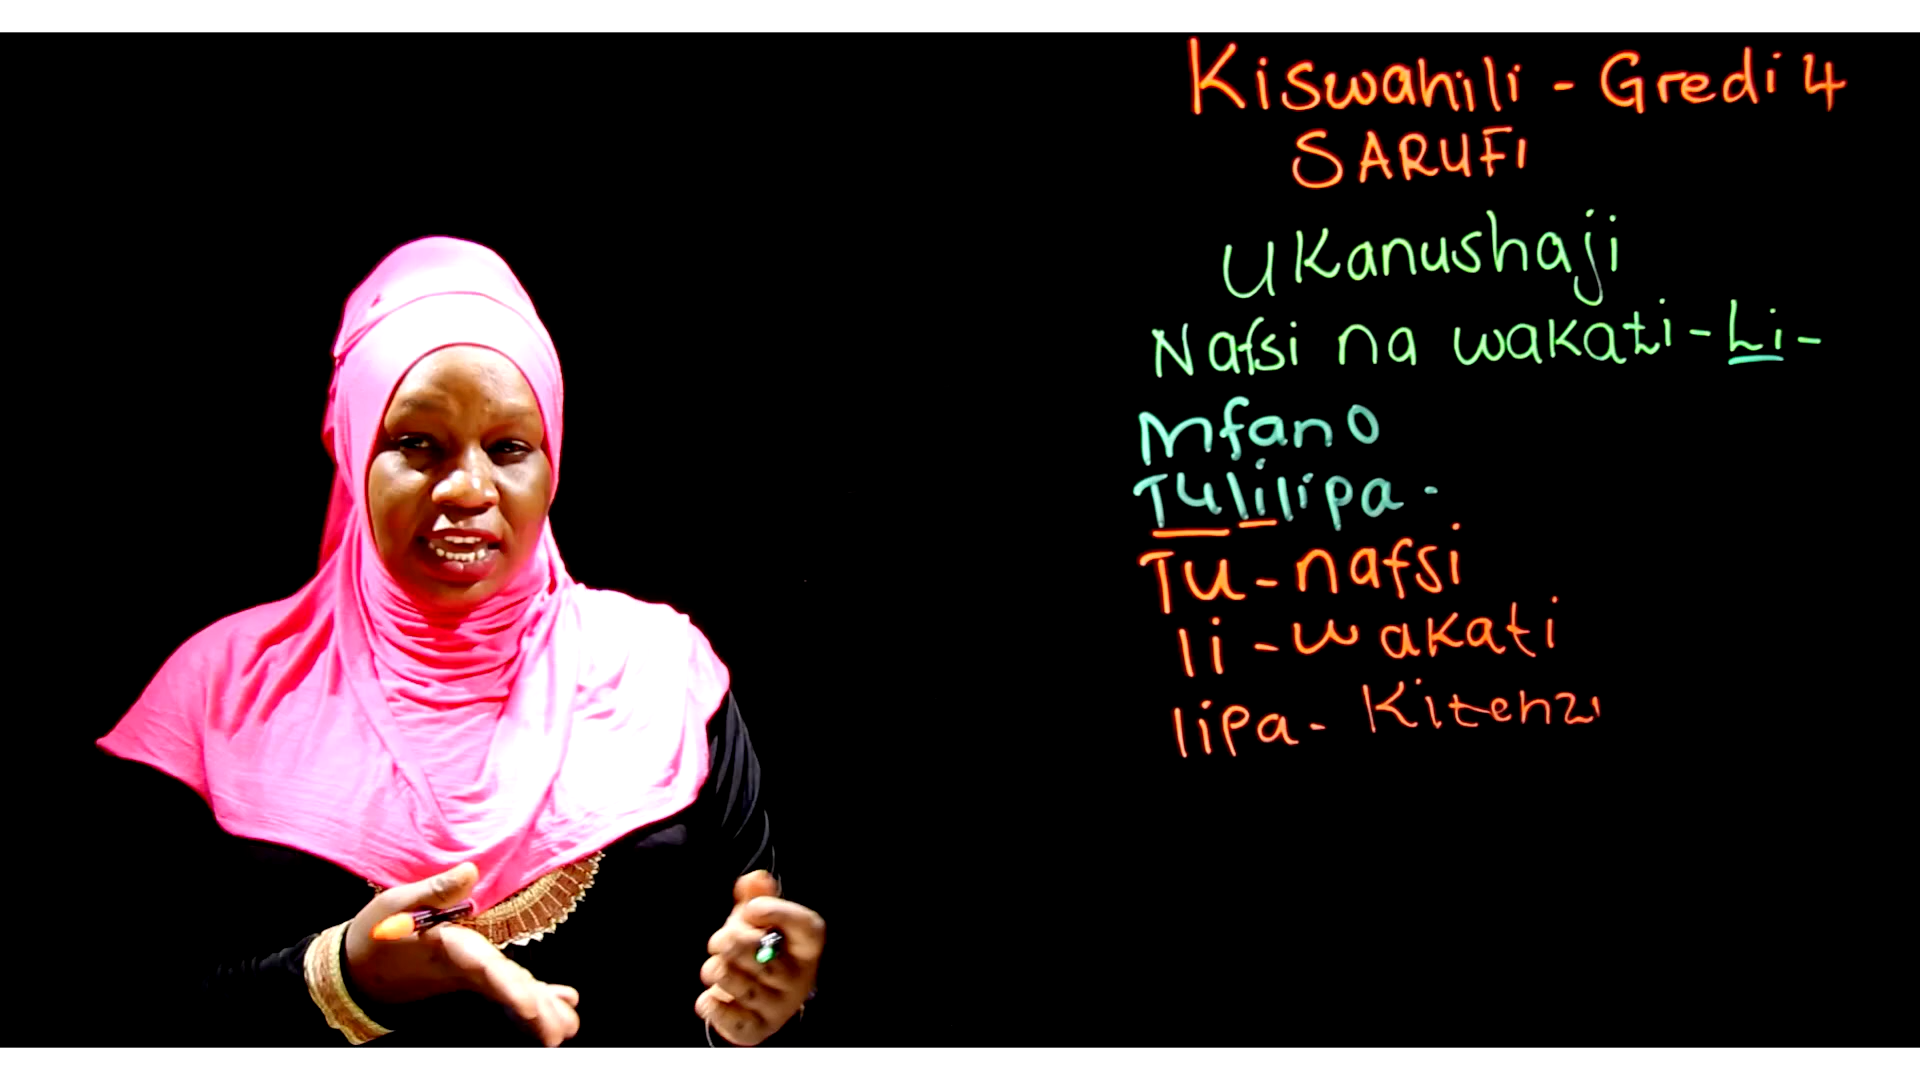 Kiswahili - Gredi 4
SARUFI
Ukanushaji
Nafsi na wakati -Li-
Mfano
Tulilipa -
Tu - nafsi
li - wakati
lipa - Kitenzi